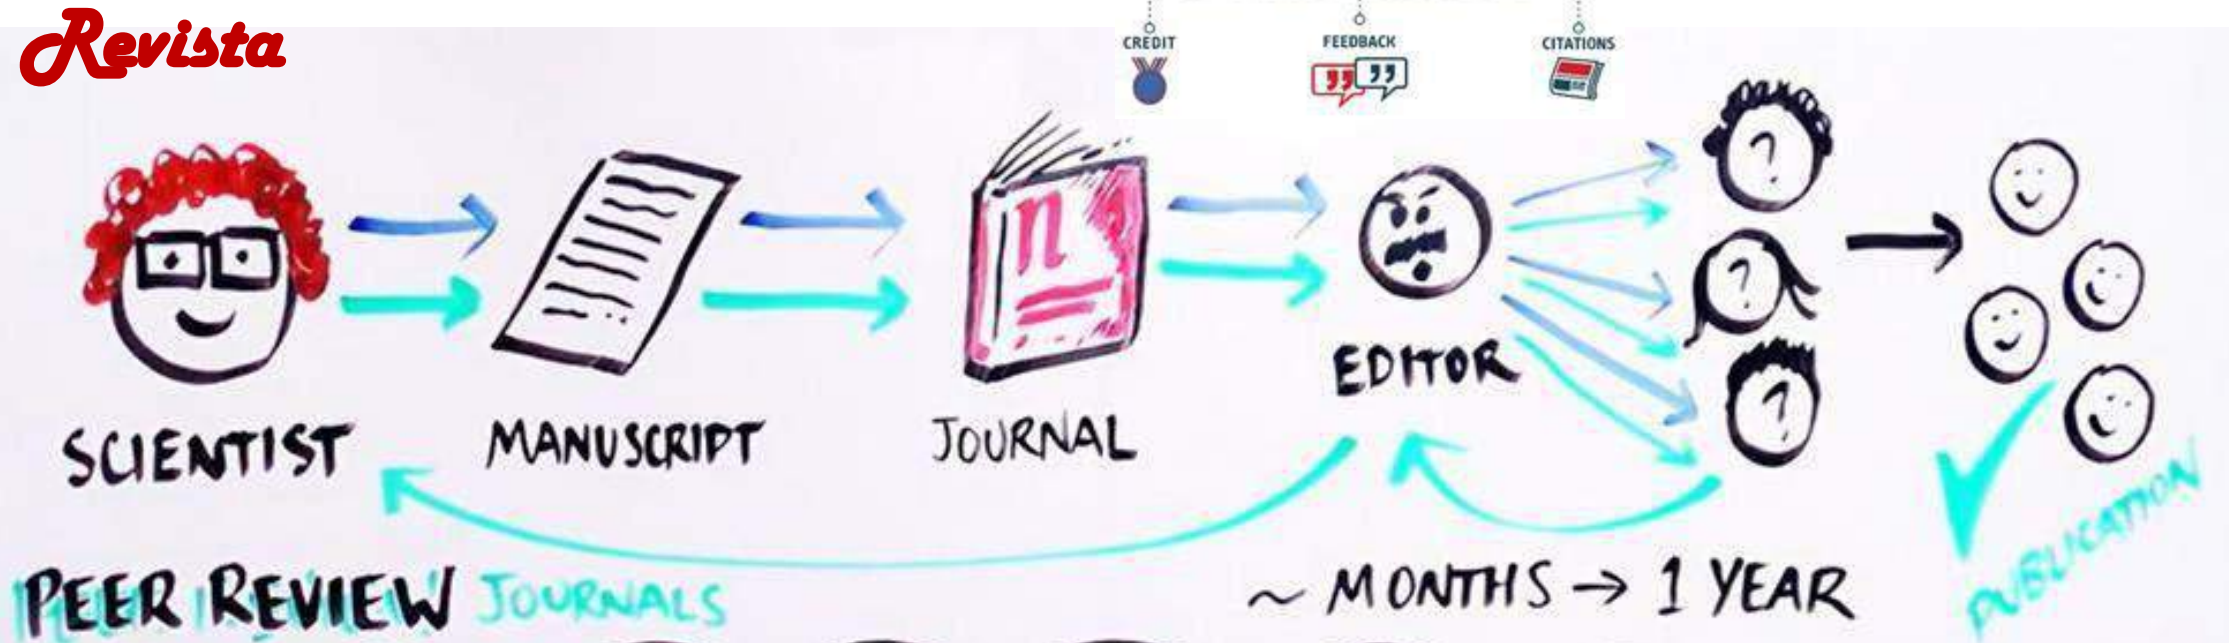 Revista
CREDIT
FEEDBACK
CITATIONS
n
? 
?
?
EDITOR
SCIENTIST
MANUSCRIPT
JOURNAL
PUBLICATION
PEER REVIEW JOURNALS
~ MONTHS → 1 YEAR